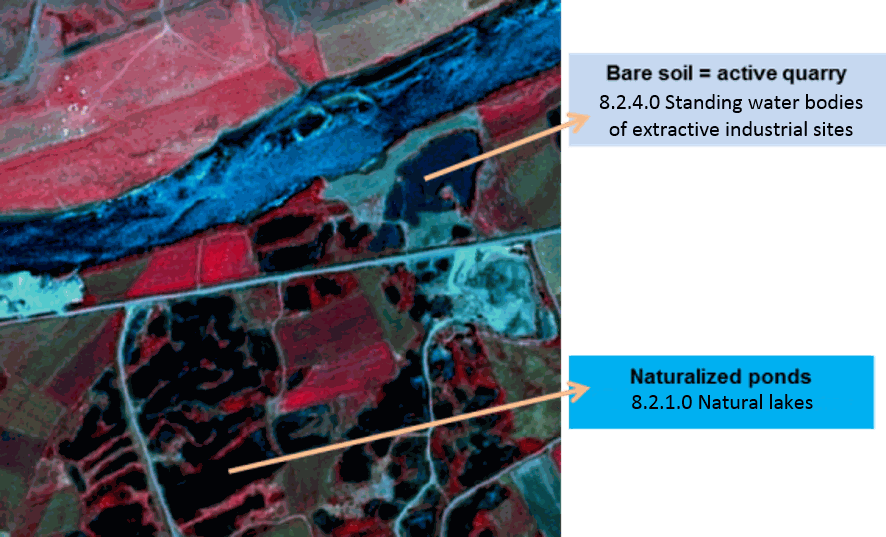 Bare soil = active quarry
8.2.4.0 Standing water bodies
of extractive industrial sites
Naturalized ponds
8.2.1.0 Natural lakes